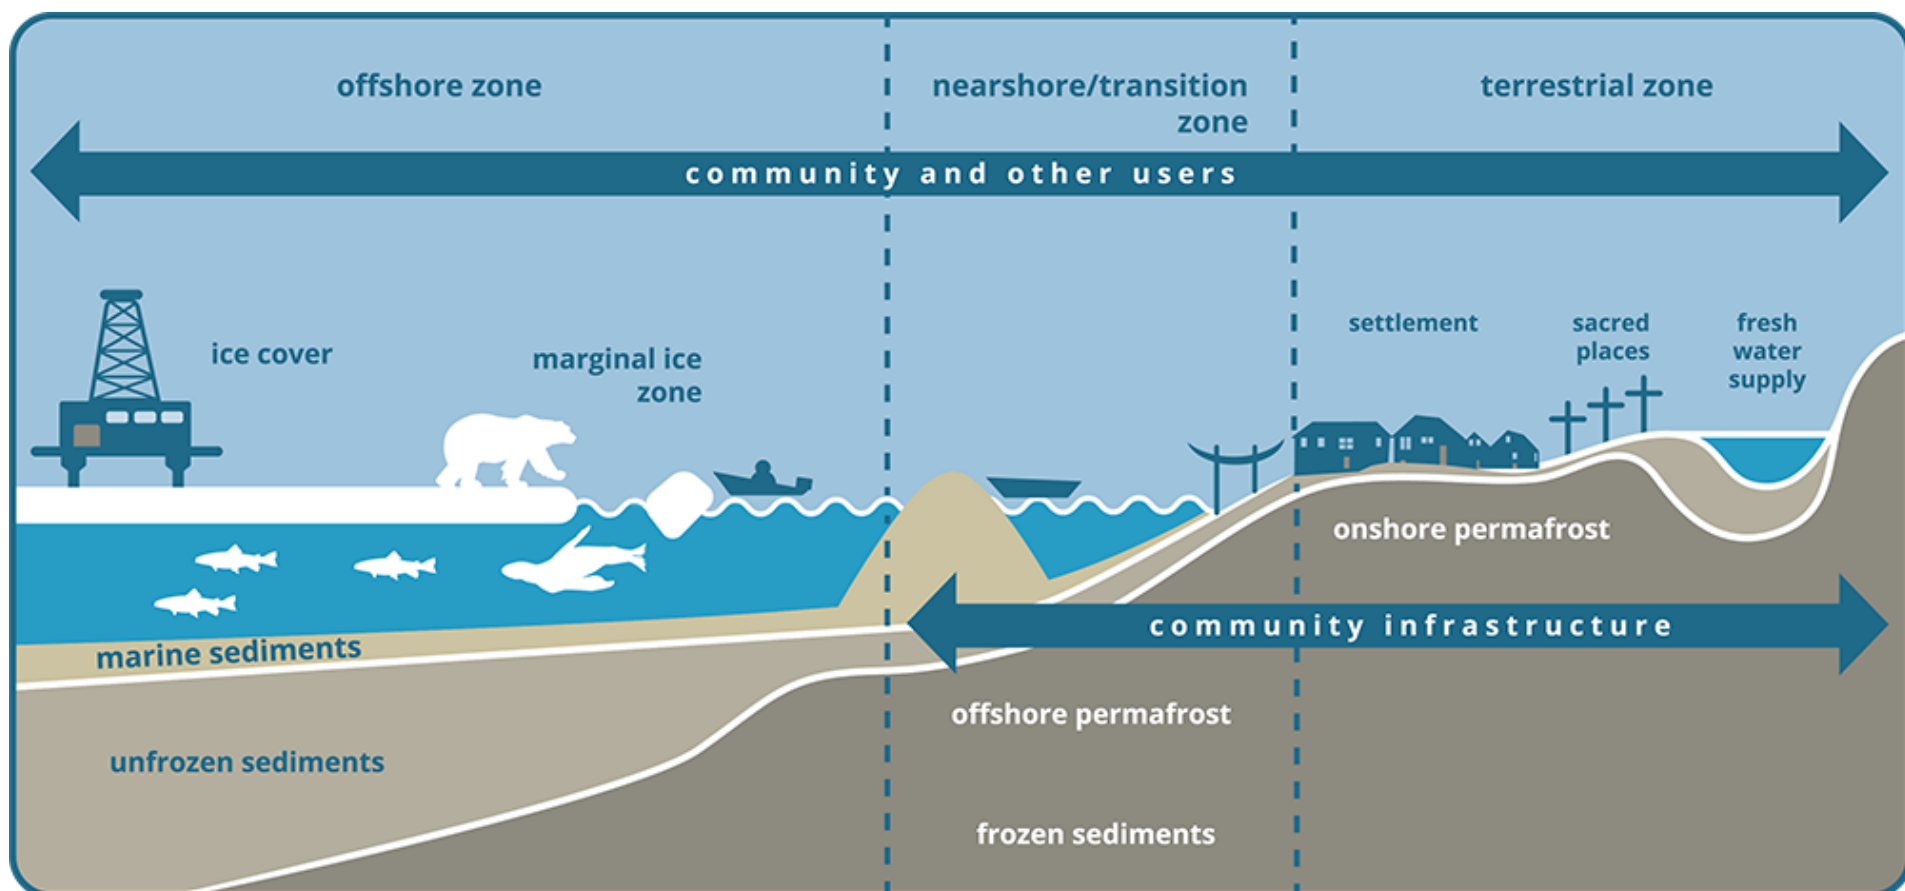 offshore zone
nearshore/transition
zone
terrestrial zone
community and other users
ice cover
marginal ice
zone
settlement
sacred
places
fresh
water
supply
onshore permafrost
community infrastructure
marine sediments
offshore permafrost
unfrozen sediments
frozen sediments